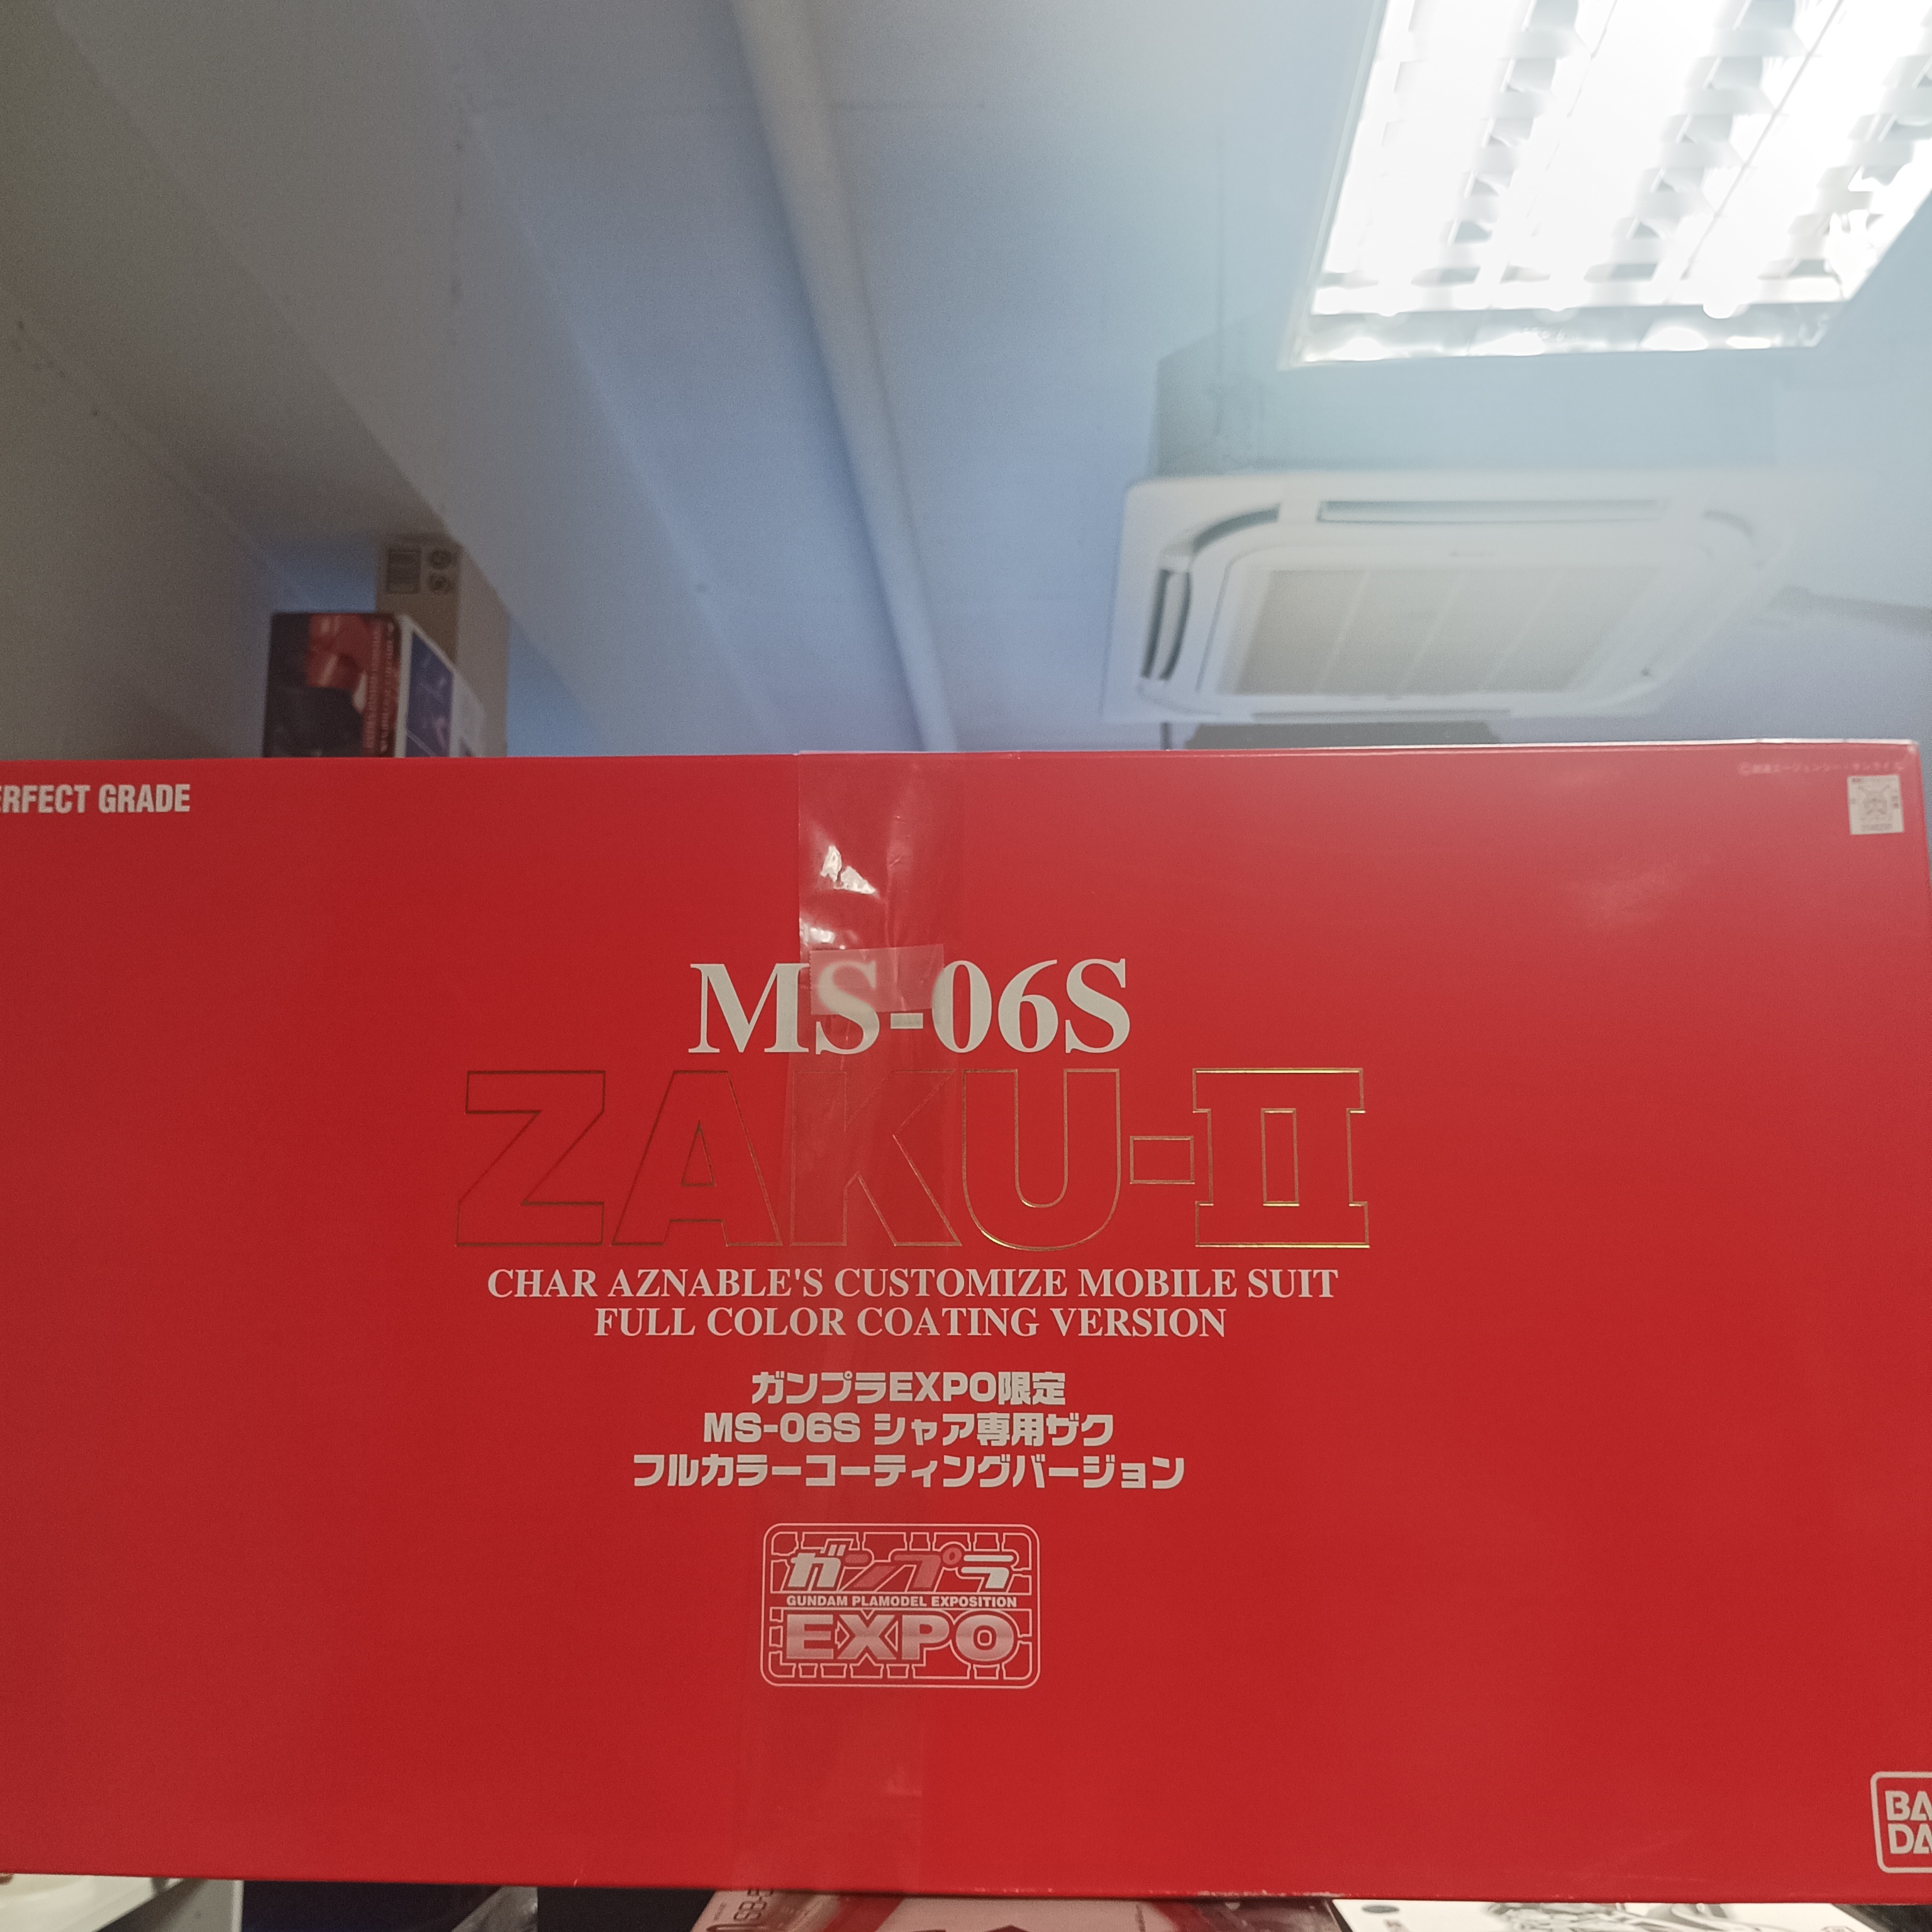 PERFECT GRADE
MS-06S
ZAKU-II
CHAR AZNABLE'S CUSTOMIZE MOBILE SUIT
FULL COLOR COATING VERSION
ガンプラEXPO限定
MS-06S シャア専用ザク
フルカラーコーティングバージョン
ガンプラ
GUNDAM PLAMODEL EXPOSITION
EXPO
BA
DA